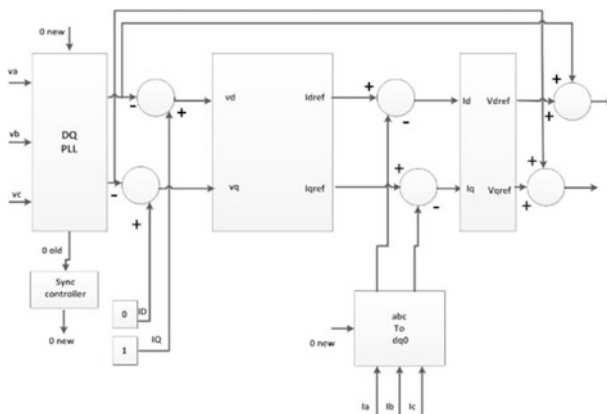 0 new
va
vb
vc
DQ
PLL
-
+
-
+
vd
vq
Idref
Iqref
+
-
+
-
Id
Iq
Vdref
Vqref
+
+
+
+
0 old
Sync
controller
0 new
0
ID
1
IQ
abc
To
dq0
0 new
Ia
Ib
Ic